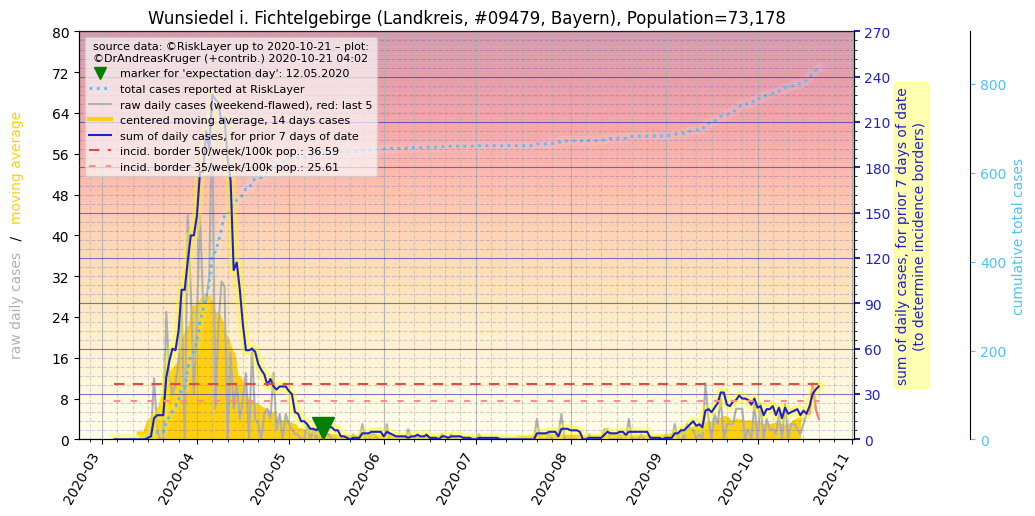 Wunsiedel i. Fichtelgebirge (Landkreis, #09479, Bayern), Population=73,178
source data: ©RiskLayer up to 2020-10-21 – plot:
©DrAndreasKruger (+contrib.) 2020-10-21 04:02
marker for 'expectation day': 12.05.2020
total cases reported at RiskLayer
raw daily cases (weekend-flawed), red: last 5
centered moving average, 14 days cases
sum of daily cases, for prior 7 days of date
incid. border 50/week/100k pop.: 36.59
incid. border 35/week/100k pop.: 25.61
raw daily cases / moving average
80
72
64
56
48
40
32
24
16
8
0
270
240
210
180
150
120
90
60
30
0
sum of daily cases, for prior 7 days of date
(to determine incidence borders)
800
600
400
200
0
cumulative total cases
2020-03
2020-04
2020-05
2020-06
2020-07
2020-08
2020-09
2020-10
2020-11